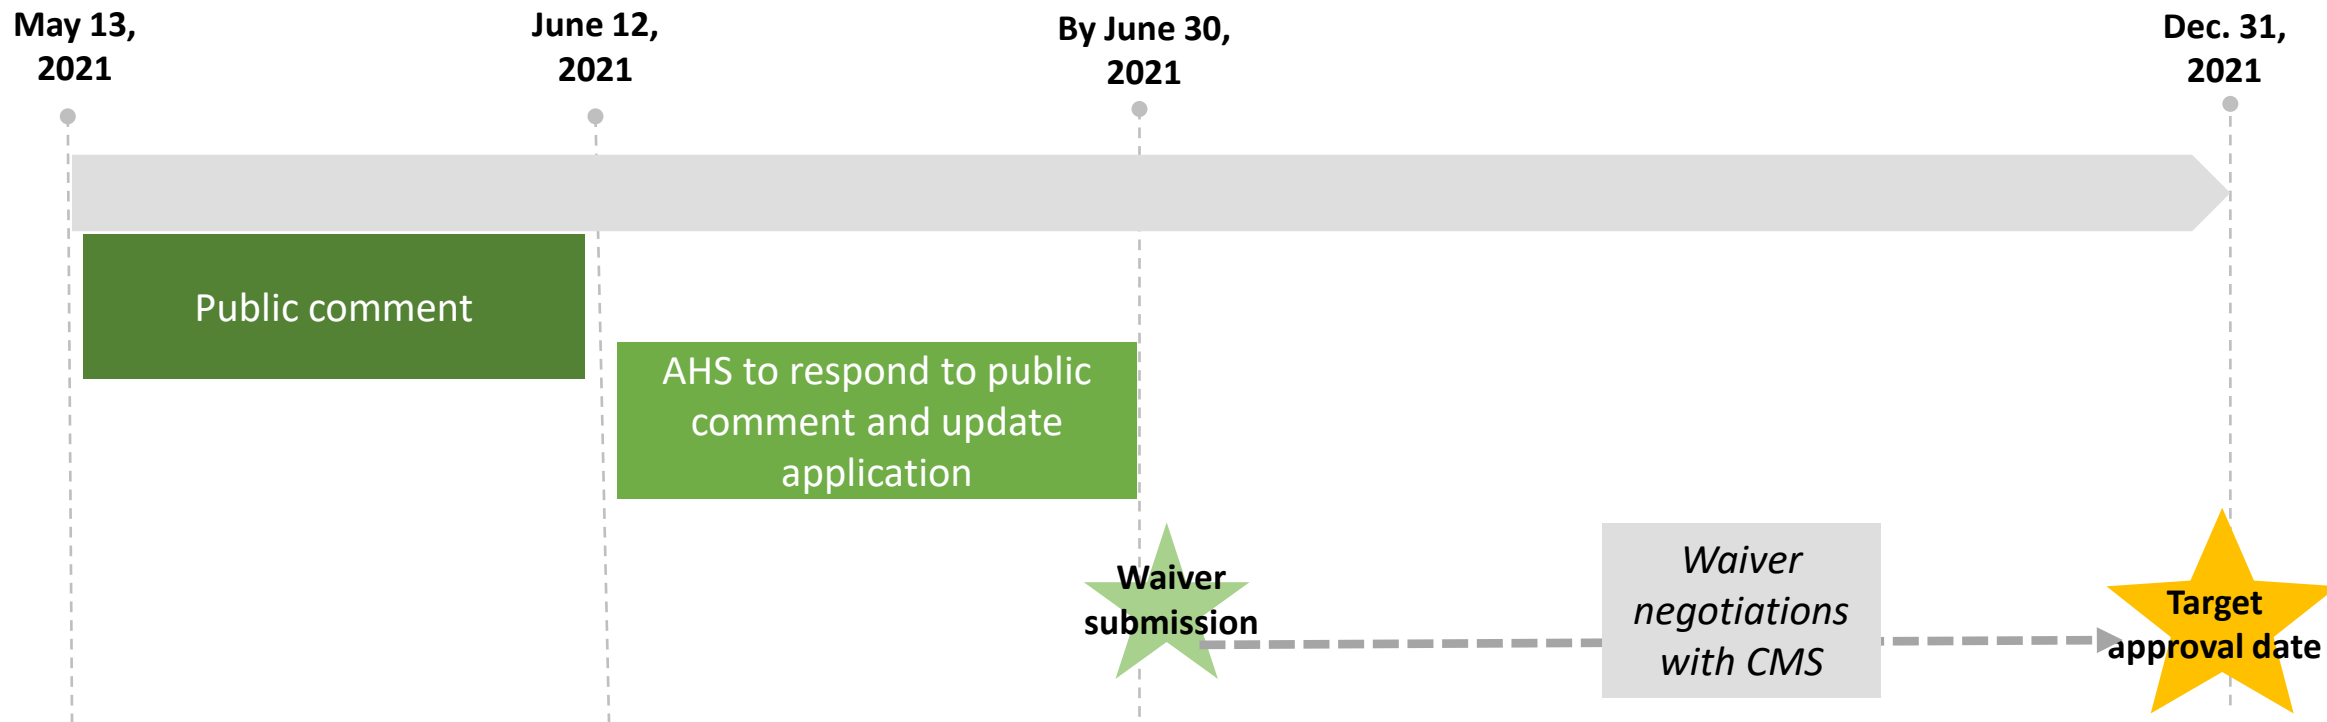 May 13,
2021
June 12,
2021
By June 30,
2021
Dec. 31,
2021
Public comment
AHS to respond to public
comment and update
application
Waiver
submission
Waiver
negotiations
with CMS
Target
approval date